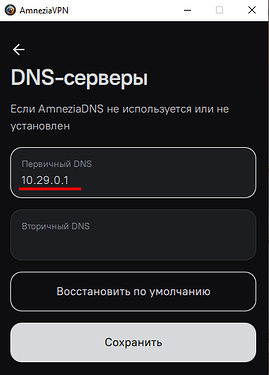 AmneziaVPN
DNS-серверы
Если AmneziaDNS не используется или не
установлен
Первичный DNS
10.29.0.1
Вторичный DNS
Восстановить по умолчанию
Сохранить